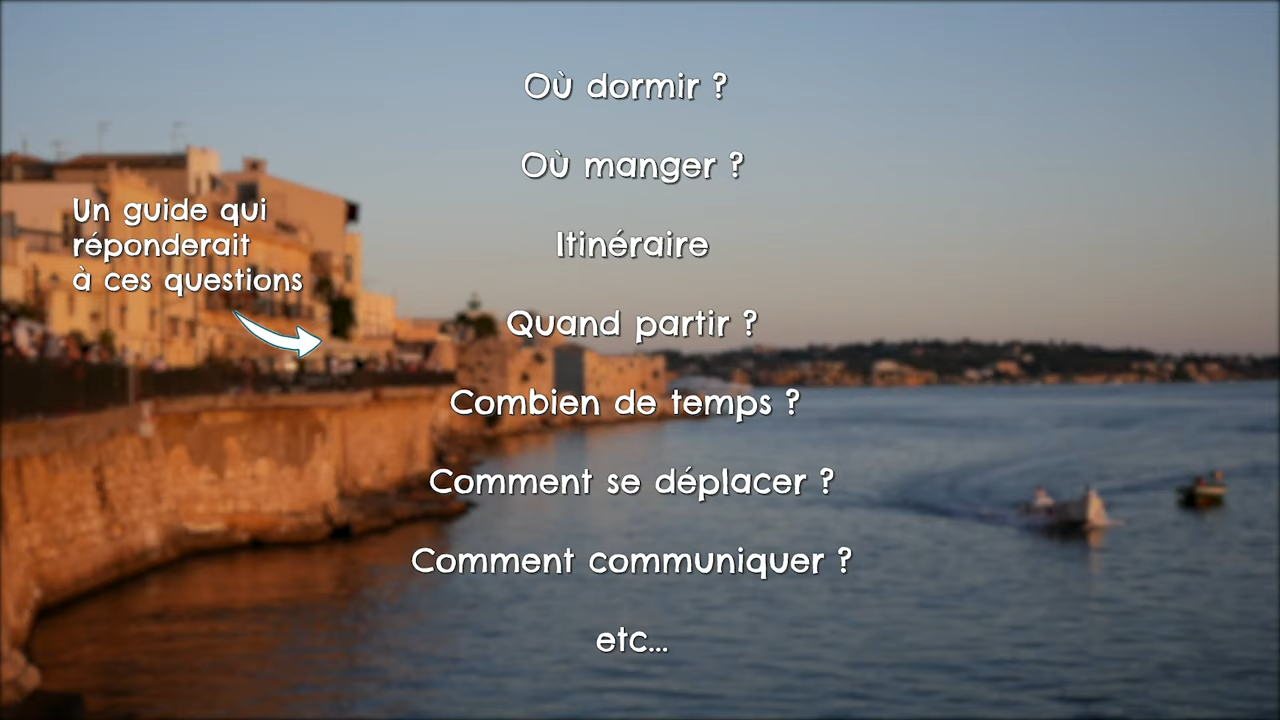 Où dormir ?
Où manger ?
Un guide qui
réponderait
à ces questions
Itinéraire
Quand partir ?
Combien de temps ?
Comment se déplacer ?
Comment communiquer ?
etc...